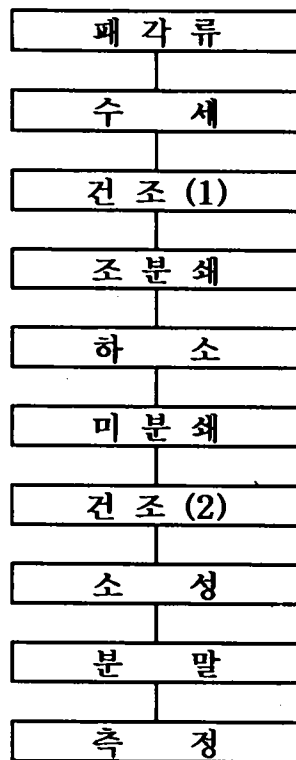 패 각 류
수 세
건 조 (1)
조 분 쇄
하 소
미 분 쇄
건 조 (2)
소 성
분 말
측 정